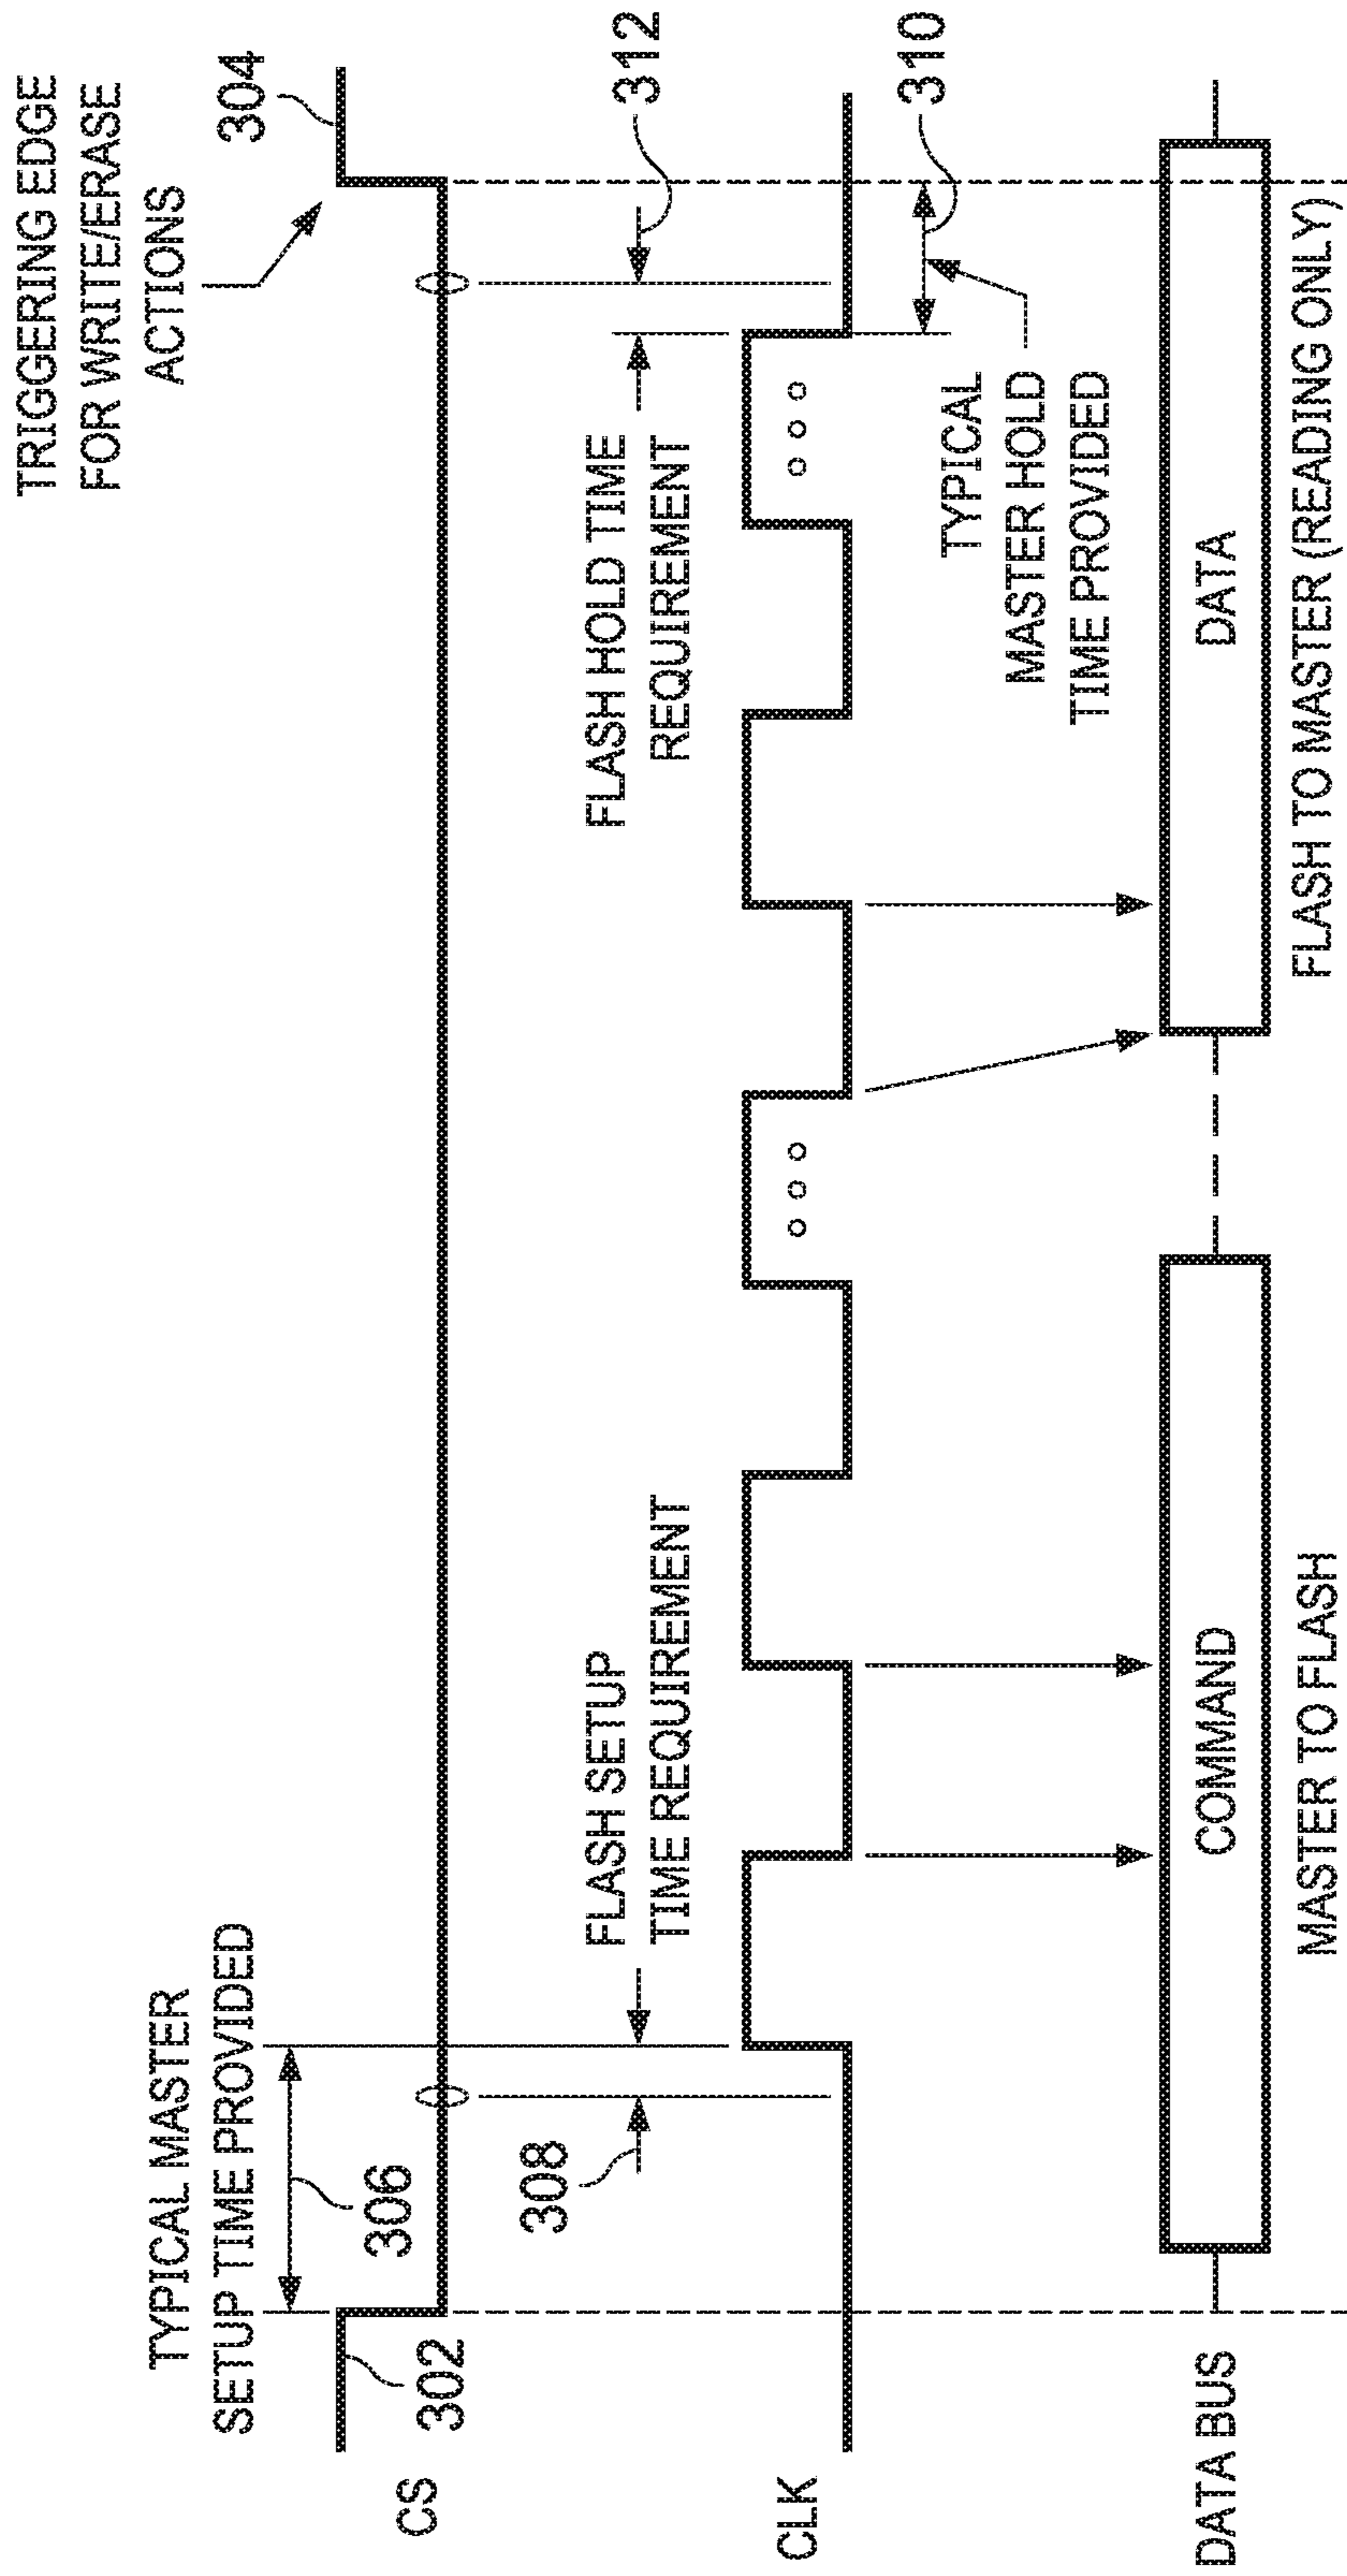 TYPICAL MASTER
SETUP TIME PROVIDED
306
302
CS
TRIGGERING EDGE
FOR WRITE/ERASE
ACTIONS
304
308
FLASH SETUP
TIME REQUIREMENT
FLASH HOLD TIME
REQUIREMENT
312
CLK
310
TYPICAL
MASTER HOLD
TIME PROVIDED
DATA BUS
COMMAND
DATA
MASTER TO FLASH
FLASH TO MASTER (READING ONLY)